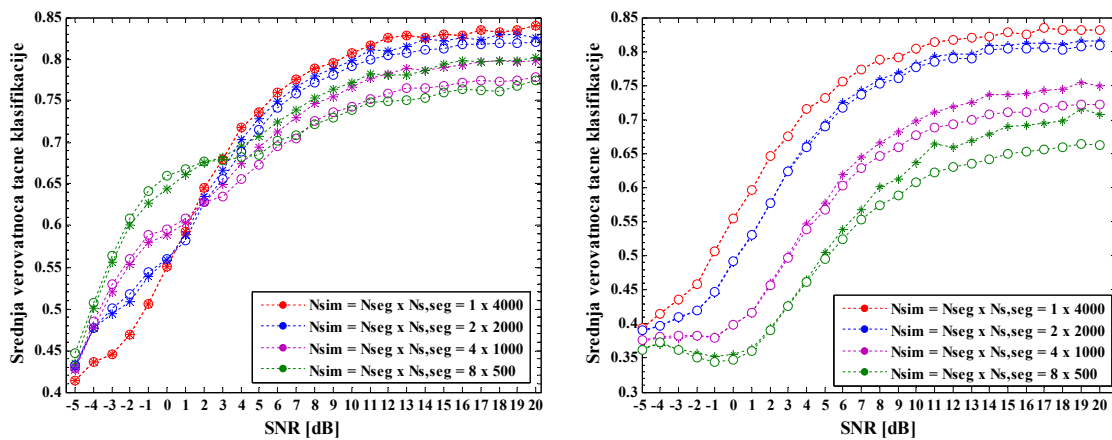 Srednja verovatnoca tacne klasifikacije
0.85
0.8
0.75
0.7
0.65
0.6
0.55
0.5
0.45
0.4
-5 -4 -3 -2 -1 0 1 2 3 4 5 6 7 8 9 10 11 12 13 14 15 16 17 18 19 20
SNR [dB]
Nsim = Nseg x Ns,seg = 1 x 4000
Nsim = Nseg x Ns,seg = 2 x 2000
Nsim = Nseg x Ns,seg = 4 x 1000
Nsim = Nseg x Ns,seg = 8 x 500
Srednja verovatnoca tacne klasifikacije
0.85
0.8
0.75
0.7
0.65
0.6
0.55
0.5
0.45
0.4
0.35
0.3
-5 -4 -3 -2 -1 0 1 2 3 4 5 6 7 8 9 10 11 12 13 14 15 16 17 18 19 20
SNR [dB]
Nsim = Nseg x Ns,seg = 1 x 4000
Nsim = Nseg x Ns,seg = 2 x 2000
Nsim = Nseg x Ns,seg = 4 x 1000
Nsim = Nseg x Ns,seg = 8 x 500